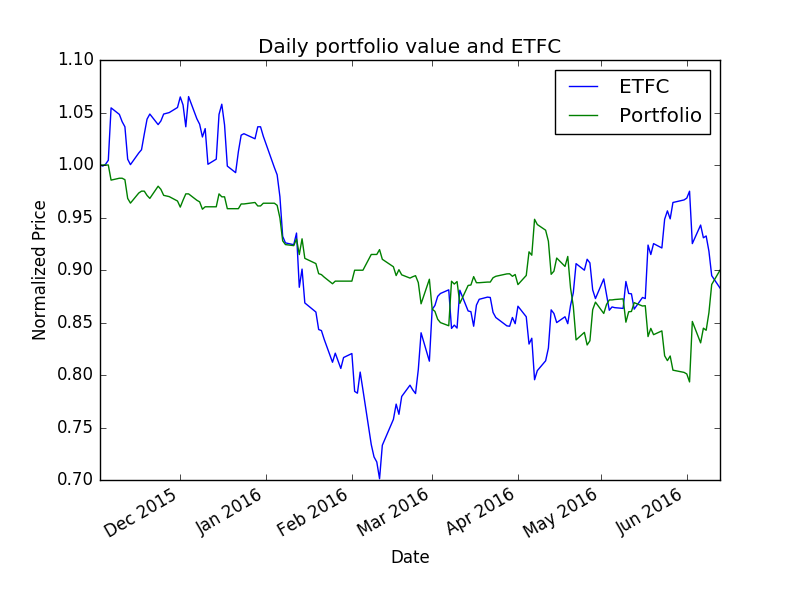 Daily portfolio value and ETFC
1.10
1.05
1.00
0.95
0.90
0.85
0.80
0.75
0.70
Normalized Price
ETFC
Portfolio
Dec 2015
Jan 2016
Feb 2016
Mar 2016
Apr 2016
May 2016
Jun 2016
Date